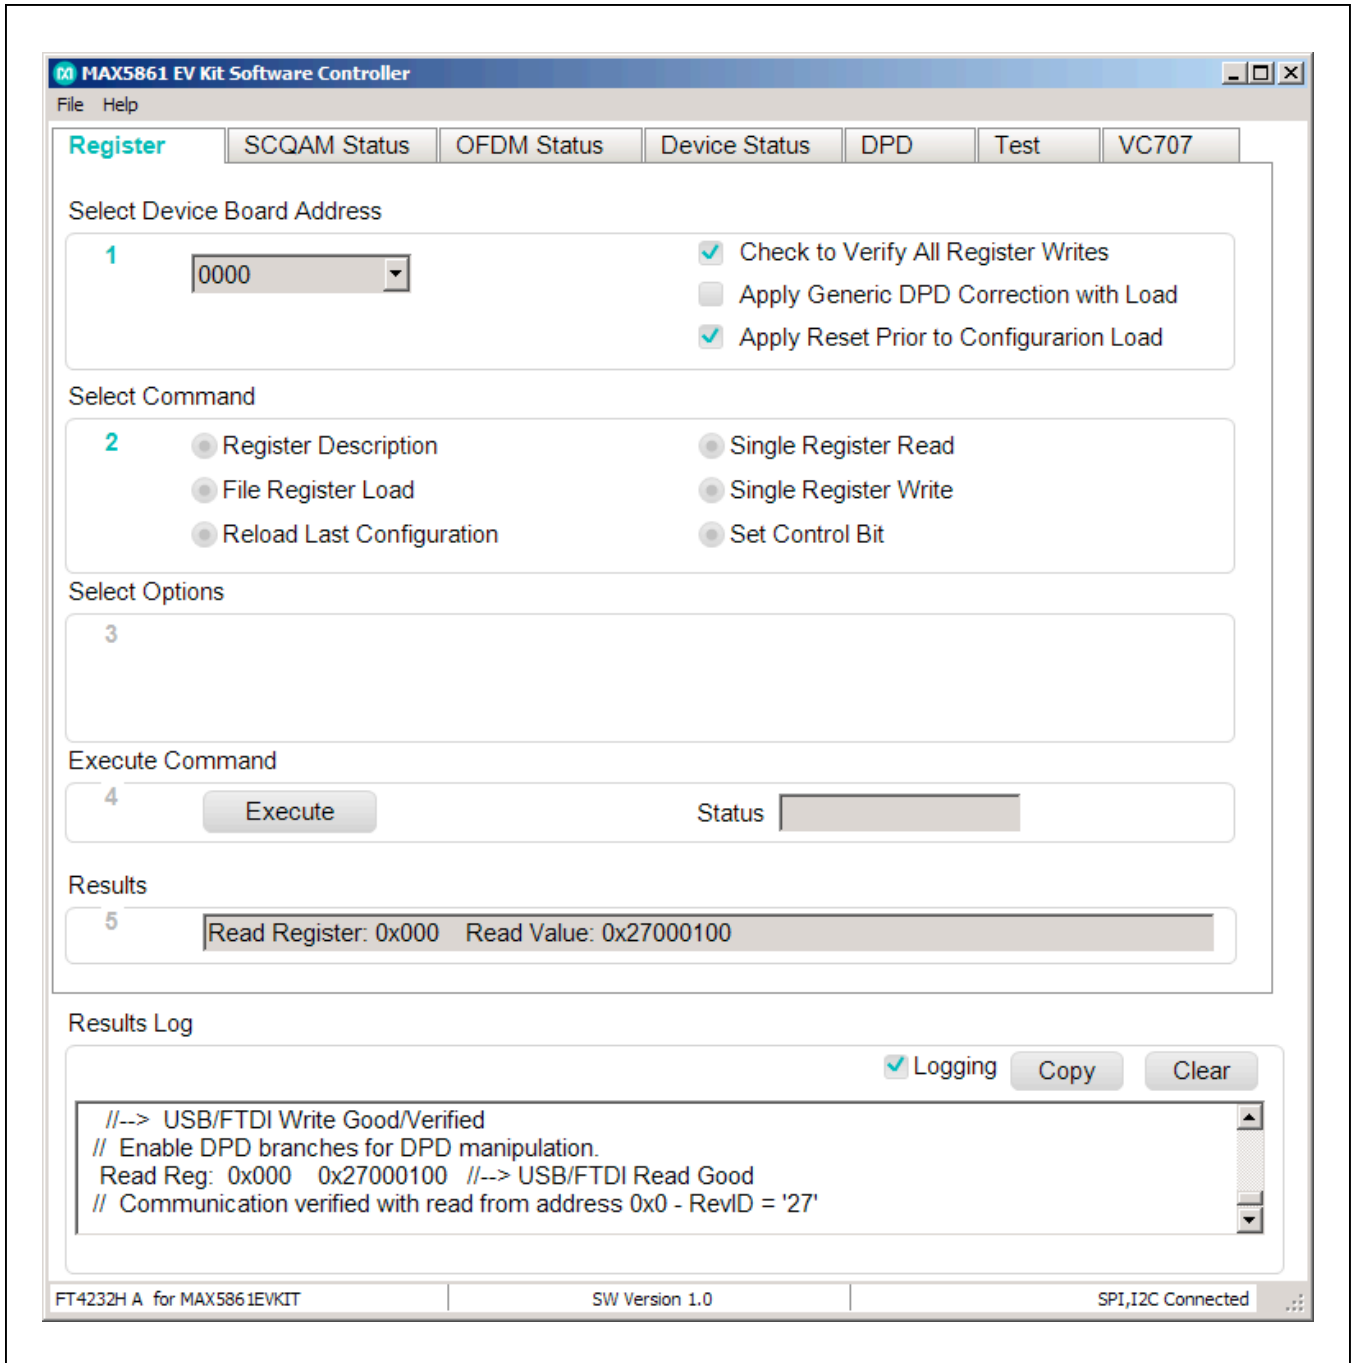 MAX5861 EV Kit Software Controller
File Help
Register SCQAM Status OFDM Status Device Status DPD Test VC707
Select Device Board Address
1
0000
Check to Verify All Register Writes
Apply Generic DPD Correction with Load
Apply Reset Prior to Configurarion Load
Select Command
2
Register Description Single Register Read
File Register Load Single Register Write
Reload Last Configuration Set Control Bit
Select Options
3
Execute Command
4
Execute Status
Results
5
Read Register: 0x000 Read Value: 0x27000100
Results Log
Logging Copy Clear
//--> USB/FTDI Write Good/Verified
// Enable DPD branches for DPD manipulation.
Read Reg: 0x000 0x27000100 //--> USB/FTDI Read Good
// Communication verified with read from address 0x0 - RevID = '27'
FT4232H A for MAX5861EVKIT SW Version 1.0 SPI,I2C Connected